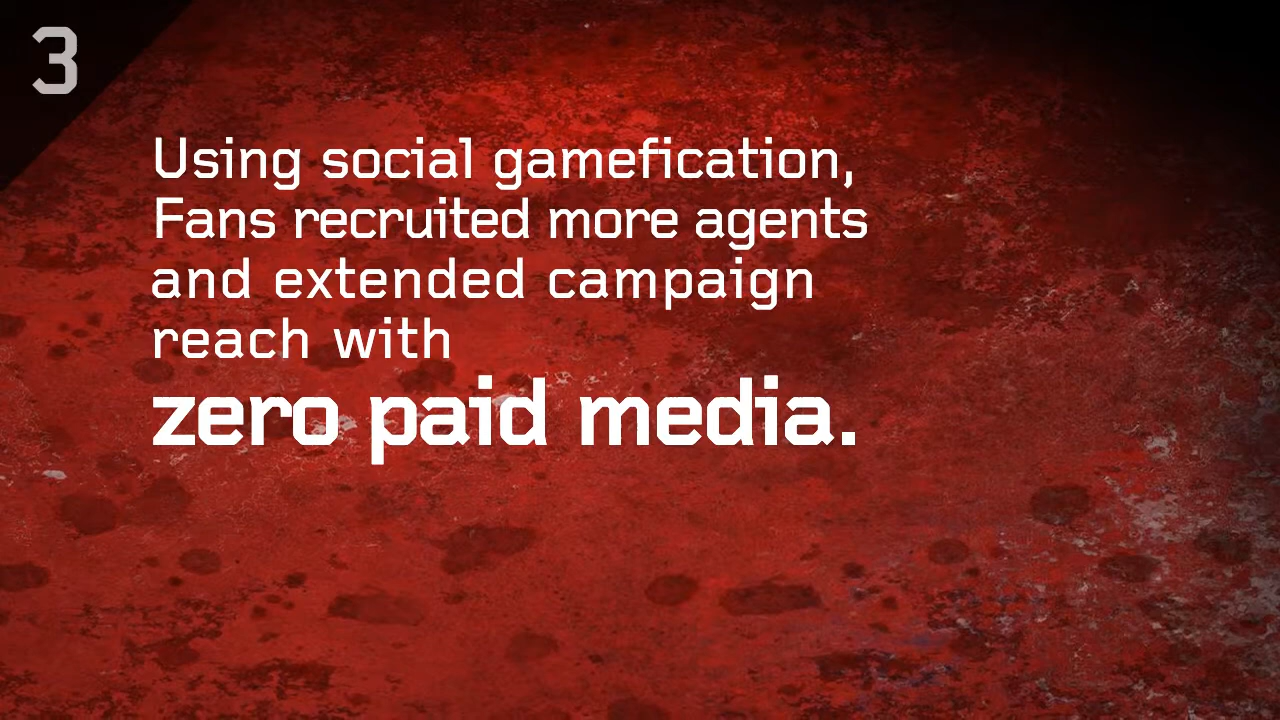 3
Using social gamefication,
Fans recruited more agents
and extended campaign
reach with
zero paid media.